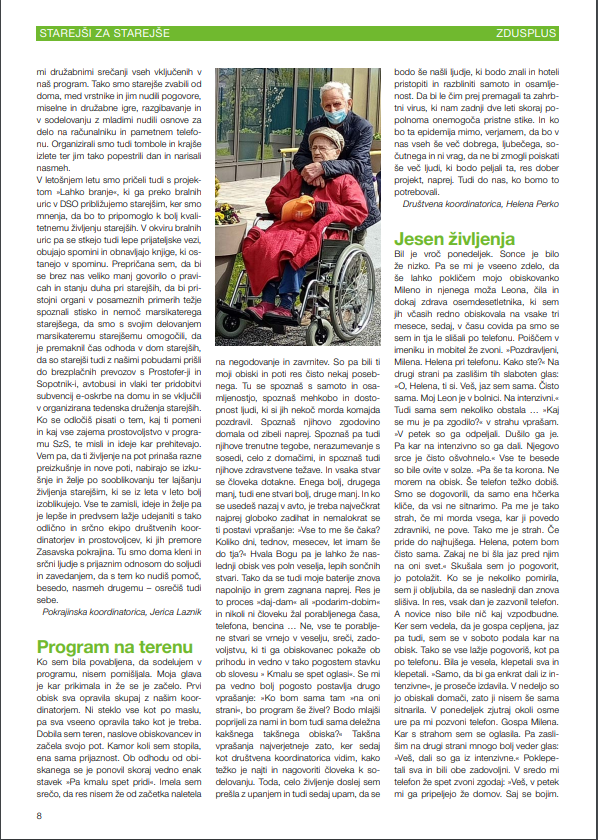 STAREJŠI ZA STAREJŠE
ZDUSPLUS
mi družabnimi srečanji vseh vključenih v
naš program. Tako smo starejše zvabili od
doma, med vrstnike in jim nudili pogovore,
miselne in družabne igre, razgibavanje in
v sodelovanju z mladimi nudili osnove za
delo na računalniku in pametnem telefo-
nu. Organizirali smo tudi tombole in krajše
izlete ter jim tako popestrili dan in narisali
nasmeh.
V letošnjem letu smo pričeli tudi s projek-
tom »Lahko branje«, ki ga preko bralnih
uric v DSO približujemo starejšim, ker smo
mnenja, da bo to pripomoglo k bolj kvali-
tetnemu življenju starejših. V okviru bralnih
uric pa se stkejo tudi lepe prijateljske vezi,
obujajo spomini in obnavljajo knjige, ki os-
tanejo v spominu. Prepričana sem, da bi
se brez nas veliko manj govorilo o pravi-
cah in stanju duha pri starejših, da bi pri-
stojni organi v posameznih primerih težje
spoznali stisko in nemoč marsikaterega
starejšega, da smo s svojim delovanjem
marsikateremu starejšemu omogočili, da
je premaknil čas odhoda v dom starejših,
da so starejši tudi z našimi pobudami prišli
do brezplačnih prevozov s Prostofer-ji in
Sopotnik-i, avtobusi in vlaki ter pridobitvi
subvencij e-oskrbe na domu in se vključili
v organizirana tedenska druženja starejših.
Ko se odločiš pisati o tem, kaj ti pomeni
in kaj vse zajema prostovoljstvo v progra-
mu SzS, te misli in ideje kar prehitevajo.
Vem pa, da ti življenje na pot prinaša razne
preizkušnje in nove poti, nabirajo se izku-
šnje in želje po sooblikovanju ter lajšanju
življenja starejšim, ki se iz leta v leto bolj
izoblikujejo. Vse te zamisli, ideje in želje pa
je lepše in predvsem lažje udejaniti s tako
odlično in srčno ekipo društvenih koor-
dinatorjev in prostovoljcev, ki jih premore
Zasavska pokrajina. Tu smo doma kleni in
srčni ljudje s prijaznim odnosom do soljudi
in zavedanjem, da s tem ko nudiš pomoč,
besedo, nasmeh drugemu – osrečiš tudi
sebe.
Pokrajinska koordinatorica, Jerica Laznik
Program na terenu
Ko sem bila povabljena, da sodelujem v
programu, nisem pomišljala. Moja glava
je kar prikimala in že se je začelo. Prvi
obisk sva opravila skupaj z našim koor-
dinatorjem. Ni steklo vse kot po maslu,
pa sva vseeno opravila tako kot je treba.
Dobila sem teren, naslove obiskovancev in
začela svojo pot. Kamor koli sem stopila,
ena sama prijaznost. Ob odhodu od obi-
skanega se je ponovil skoraj vedno enak
stavek »Pa kmalu spet pridi«. Imela sem
srečo, da res nisem že od začetka naletela
na negodovanje in zavrnitev. So pa bili ti
moji obiski in poti res čisto nekaj poseb-
nega. Tu se spoznaš s samoto in osa-
mljenostjo, spoznaš mehkobo in dosto-
pnost ljudi, ki si jih nekoč morda komajda
pozdravil. Spoznaš njihovo zgodovino
domala od zibeli naprej. Spoznaš pa tudi
njihove trenutne tegobe, nerazumevanje s
sosedi, celo z domačimi, in spoznaš tudi
njihove zdravstvene težave. In vsaka stvar
se človeka dotakne. Enega bolj, drugega
manj, tudi ene stvari bolj, druge manj. In ko
se usedeš nazaj v avto, je treba največkrat
najprej globoko zadihat in nemalokrat se
ti postavi vprašanje: »Vse to me še čaka?
Koliko dni, tednov, mesecev, let imam še
do tja?« Hvala Bogu pa je lahko že nas-
lednji obisk ves poln veselja, lepih sončnih
stvari. Tako da se tudi moje baterije znova
napolnijo in grem zagnana naprej. Res je
to proces »daj-dam« ali »podarim-dobim«
in nikoli ni človeku žal porabljenega časa,
telefona, bencina … Ne, vse te porablje-
ne stvari se vrnejo v veselju, sreči, zado-
voljstvu, ki ti ga obiskovanec pokaže ob
prihodu in vedno v tako pogostem stavku
ob slovesu » Kmalu se spet oglasi«. Se mi
pa vedno bolj pogosto postavlja drugo
vprašanje: »Ko bom sama tam »na oni
strani«, bo program še živel? Bodo mlajši
poprijeli za nami in bom tudi sama deležna
kakšnega takšnega obiska?« Takšna
vprašanja najverjetneje zato, ker sedaj
kot društvena koordinatorica vidim, kako
težko je najti in nagovoriti človeka k so-
delovanju. Toda, celo življenje doslej sem
prešla z upanjem in tudi sedaj upam, da se
bodo še našli ljudje, ki bodo znali in hoteli
pristopiti in razbliniti samoto in osamlje-
nost. Da bi le čim prej premagali ta zahrb-
tni virus, ki nam zadnji dve leti skoraj po-
polnoma onemogoča pristne stike. In ko
bo ta epidemija mimo, verjamem, da bo v
nas vseh še več dobrega, ljubečega, so-
čutnega in ni vrag, da ne bi zmogli poiskati
še več ljudi, ki bodo peljali ta, res dober
projekt, naprej. Tudi do nas, ko bomo to
potrebovali.
Društvena koordinatorica, Helena Perko
Jesen življenja
Bil je vroč ponedeljek. Sonce je bilo
že nizko. Pa se mi je vseeno zdelo, da
še lahko pokličem mojo obiskovanko
Mileno in njenega moža Leona, čila in
dokaj zdrava osemdesetletnika, ki sem
jih včasih redno obiskovala na vsake tri
mesece, sedaj, v času covida pa smo se
sem in tja le slišali po telefonu. Poiščem v
imeniku in mobitel že zvoni. »Pozdravljeni,
Milena. Helena pri telefonu. Kako ste?« Na
drugi strani pa zaslišim tih slaboten glas:
»O, Helena, ti si. Veš, jaz sem sama. Čisto
sama. Moj Leon je v bolnici. Na intenzivni.«
Tudi sama sem nekoliko obstala … »Kaj
se mu je pa zgodilo?« v strahu vprašam.
»V petek so ga odpeljali. Dušilo ga je.
Pa kar na intenzivno so ga dali. Njegovo
srce je čisto ošvohnelo.« Vse te besede
so bile ovite v solze. »Pa še ta korona. Ne
morem na obisk. Še telefon težko dobiš.
Smo se dogovorili, da samo ena hčerka
kliče, da vsi ne sitnarimo. Pa me je tako
strah, če mi morda vsega, kar ji povedo
zdravniki, ne pove. Tako me je strah. Če
pride do najhujšega. Helena, potem bom
čisto sama. Zakaj ne bi šla jaz pred njim
na oni svet.« Skušala sem jo pogovorit,
jo potolažit. Ko se je nekoliko pomirila,
sem ji obljubila, da se naslednji dan znova
slišiva. In res, vsak dan je zazvonil telefon.
A novice niso bile nič kaj vzpodbudne.
Ker sem vedela, da je gospa cepljena, jaz
pa tudi, sem se v soboto podala kar na
obisk. Tako se vse lažje pogovoriš, kot pa
po telefonu. Bila je vesela, klepetali sva in
klepetali. »Samo, da bi ga enkrat dali iz in-
tenzivne«, je proseče izdavila. V nedeljo so
jo obiskali domači, zato ji nisem še sama
sitnarila. V ponedeljek zjutraj okoli osme
ure pa mi pozvoni telefon. Gospa Milena.
Kar s strahom sem se oglasila. Pa zasli-
šim na drugi strani mnogo bolj veder glas:
»Veš, dali so ga iz intenzivne.« Poklepe-
tali sva in bili obe zadovoljni. V sredo mi
telefon že spet zvoni zgodaj: »Veš, v petek
mi ga pripeljejo že domov. Saj se bojim.
8